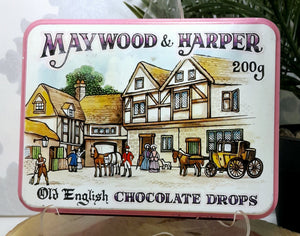 MAYWOOD & HARPER
200g
Old English CHOCOLATE DROPS